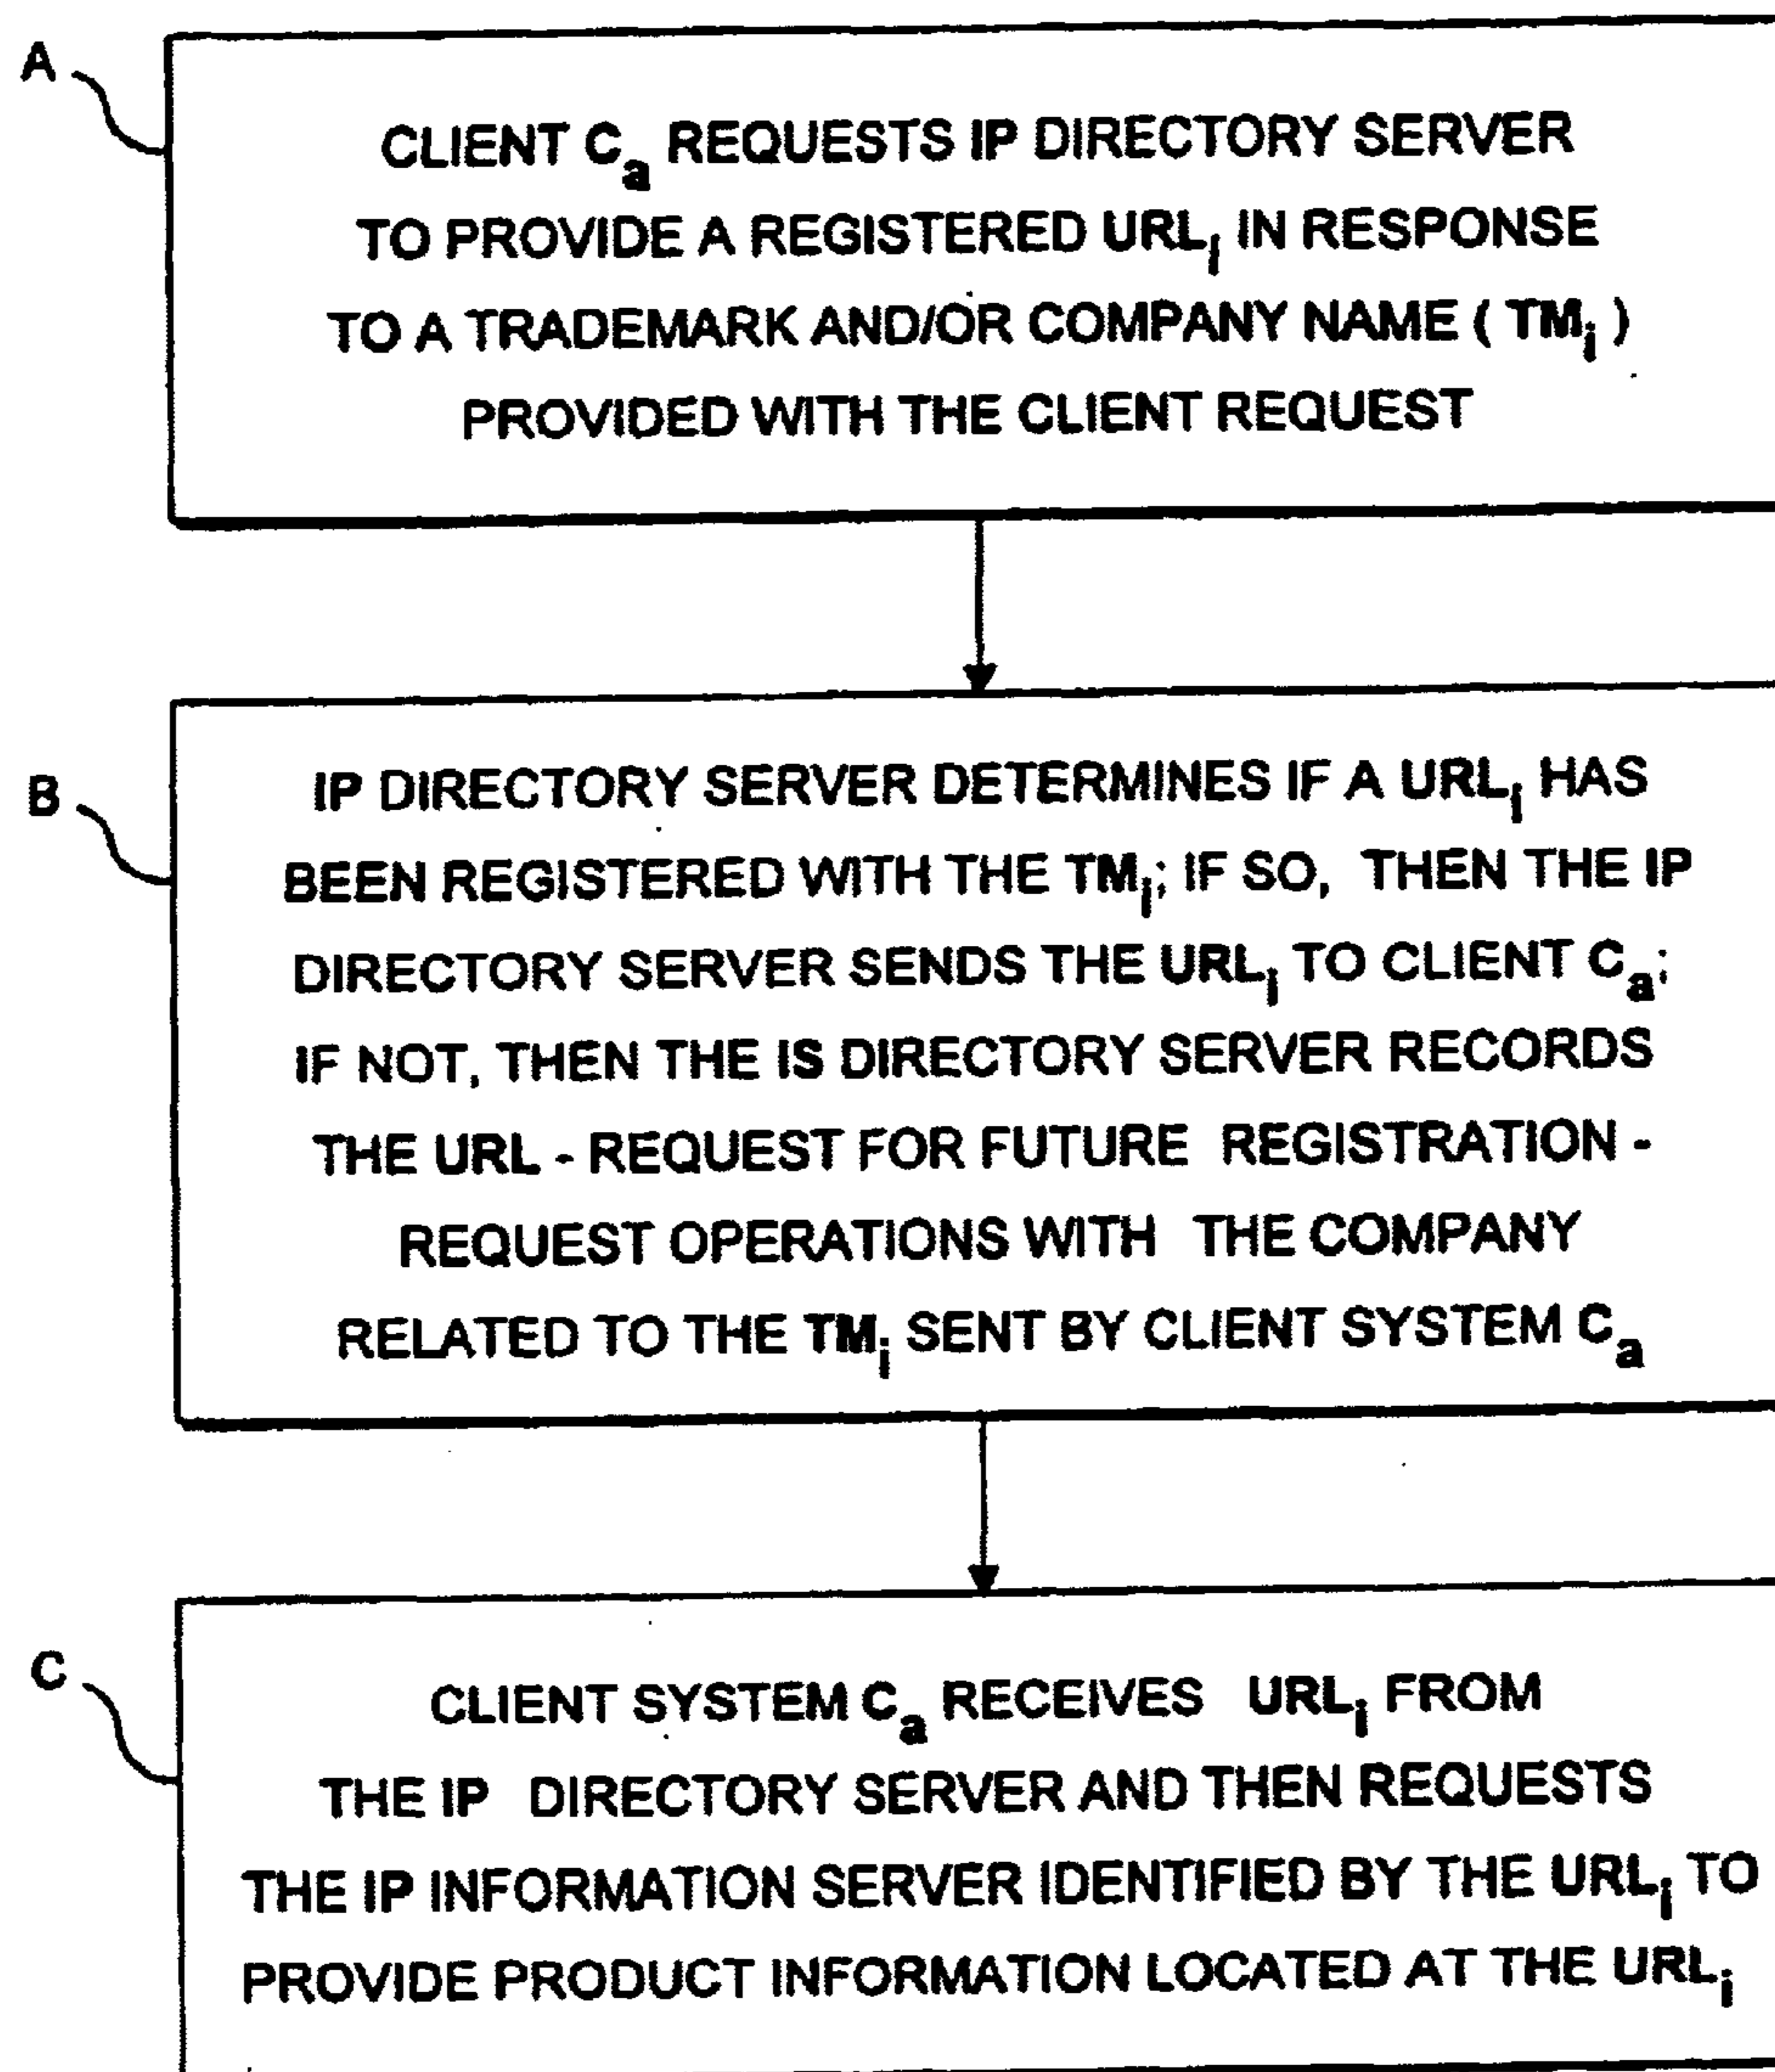 A
CLIENT Ca REQUESTS IP DIRECTORY SERVER
TO PROVIDE A REGISTERED URLi IN RESPONSE
TO A TRADEMARK AND/OR COMPANY NAME ( TMi )
PROVIDED WITH THE CLIENT REQUEST
B
IP DIRECTORY SERVER DETERMINES IF A URLi HAS
BEEN REGISTERED WITH THE TMi; IF SO, THEN THE IP
DIRECTORY SERVER SENDS THE URLi TO CLIENT Ca;
IF NOT, THEN THE IS DIRECTORY SERVER RECORDS
THE URL - REQUEST FOR FUTURE REGISTRATION -
REQUEST OPERATIONS WITH THE COMPANY
RELATED TO THE TMi SENT BY CLIENT SYSTEM Ca
C
CLIENT SYSTEM Ca RECEIVES URLi FROM
THE IP DIRECTORY SERVER AND THEN REQUESTS
THE IP INFORMATION SERVER IDENTIFIED BY THE URLi TO
PROVIDE PRODUCT INFORMATION LOCATED AT THE URLi